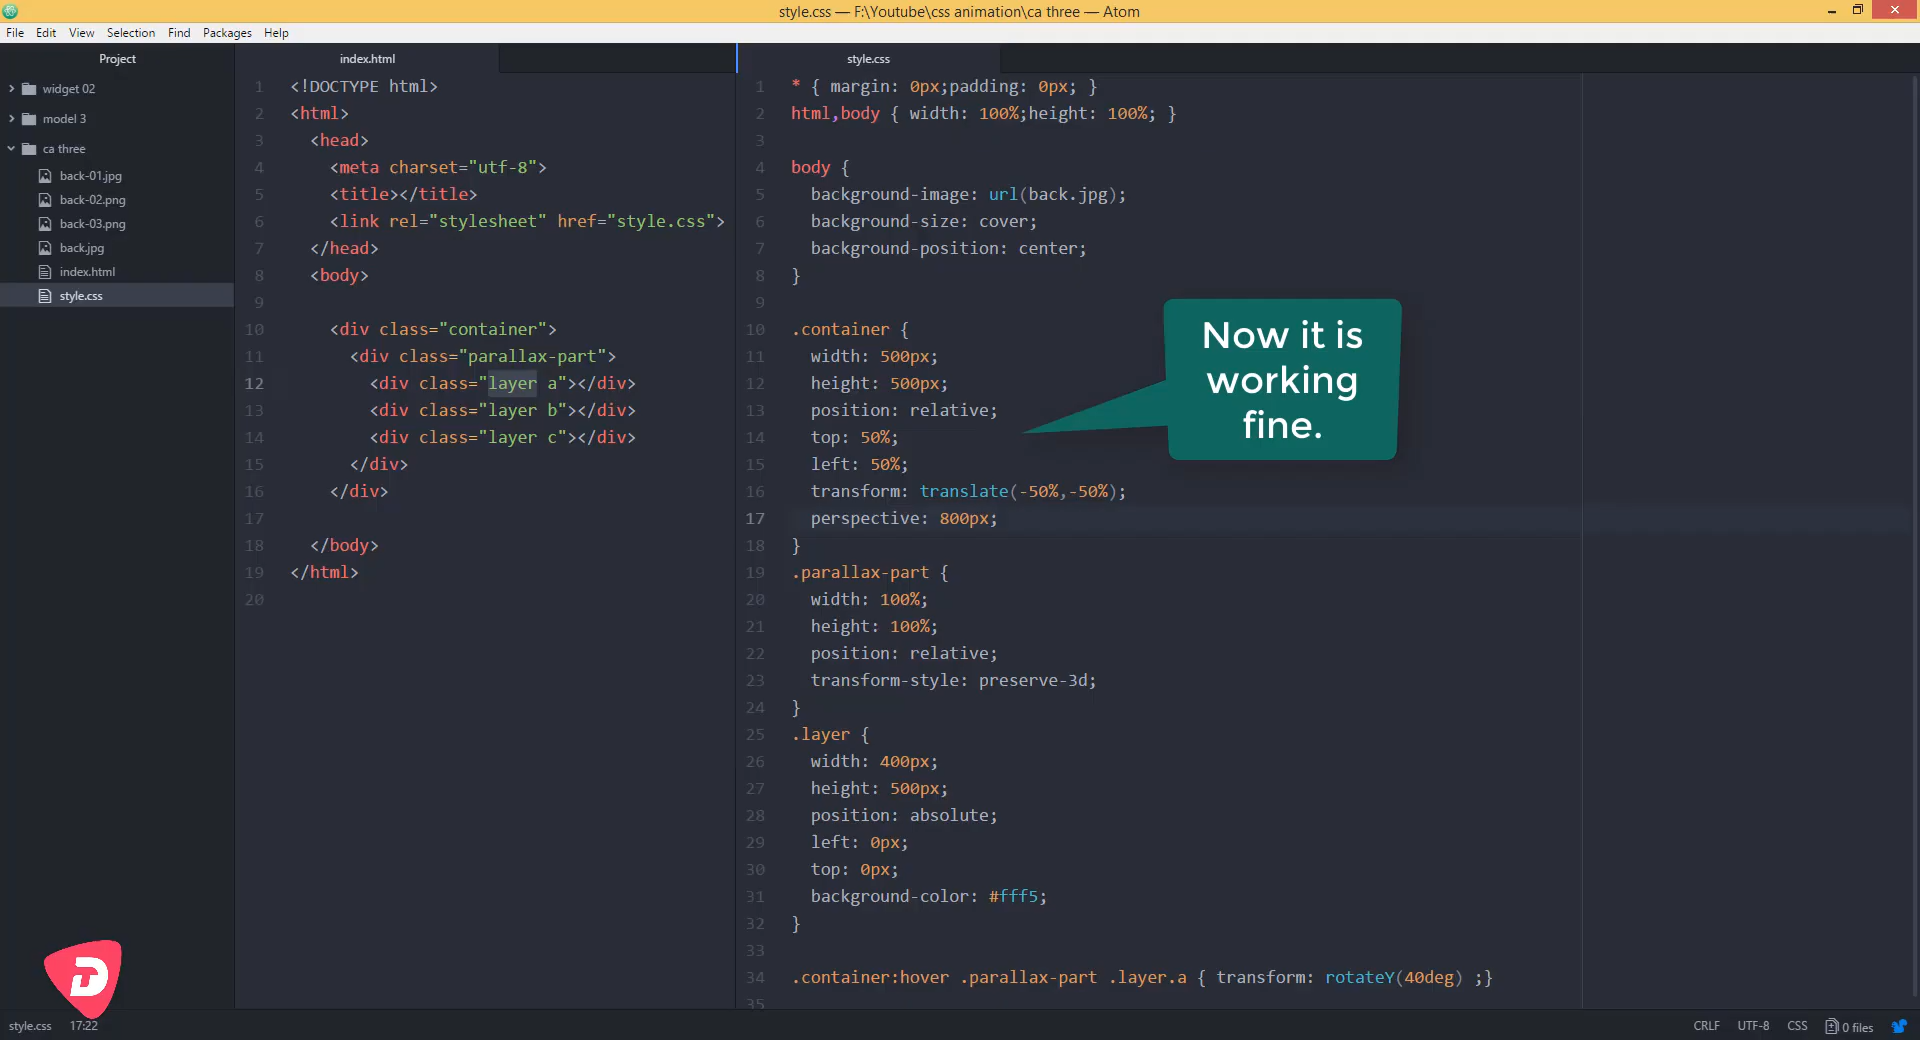 style.css — F:\Youtube\css animation\ca three — Atom
File Edit View Selection Find Packages Help
Project
widget 02
model 3
ca three
back-01.jpg
back-02.png
back-03.png
back.jpg
index.html
style.css
index.html
1 <!DOCTYPE html>
2 <html>
3 <head>
4 <meta charset="utf-8">
5 <title></title>
6 <link rel="stylesheet" href="style.css">
7 </head>
8 <body>
9
10 <div class="container">
11 <div class="parallax-part">
12 <div class="layer a"></div>
13 <div class="layer b"></div>
14 <div class="layer c"></div>
15 </div>
16 </div>
17
18 </body>
19 </html>
20
style.css
1 * { margin: 0px;padding: 0px; }
2 html,body { width: 100%;height: 100%; }
3
4 body {
5 background-image: url(back.jpg);
6 background-size: cover;
7 background-position: center;
8 }
9
10 .container {
11 width: 500px;
12 height: 500px;
13 position: relative;
14 top: 50%;
15 left: 50%;
16 transform: translate(-50%,-50%);
17 perspective: 800px;
18 }
19 .parallax-part {
20 width: 100%;
21 height: 100%;
22 position: relative;
23 transform-style: preserve-3d;
24 }
25 .layer {
26 width: 400px;
27 height: 500px;
28 position: absolute;
29 left: 0px;
30 top: 0px;
31 background-color: #fff5;
32 }
33
34 .container:hover .parallax-part .layer.a { transform: rotateY(40deg) ;}
35
Now it is
working
fine.
D
style.css 17:22
CRLF UTF-8 CSS 0 files